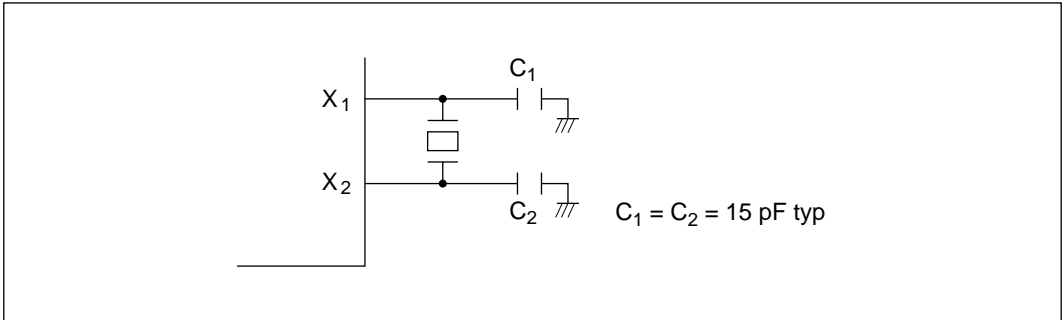 C₁
X₁
X₂
C₂
C₁ = C₂ = 15 pF typ